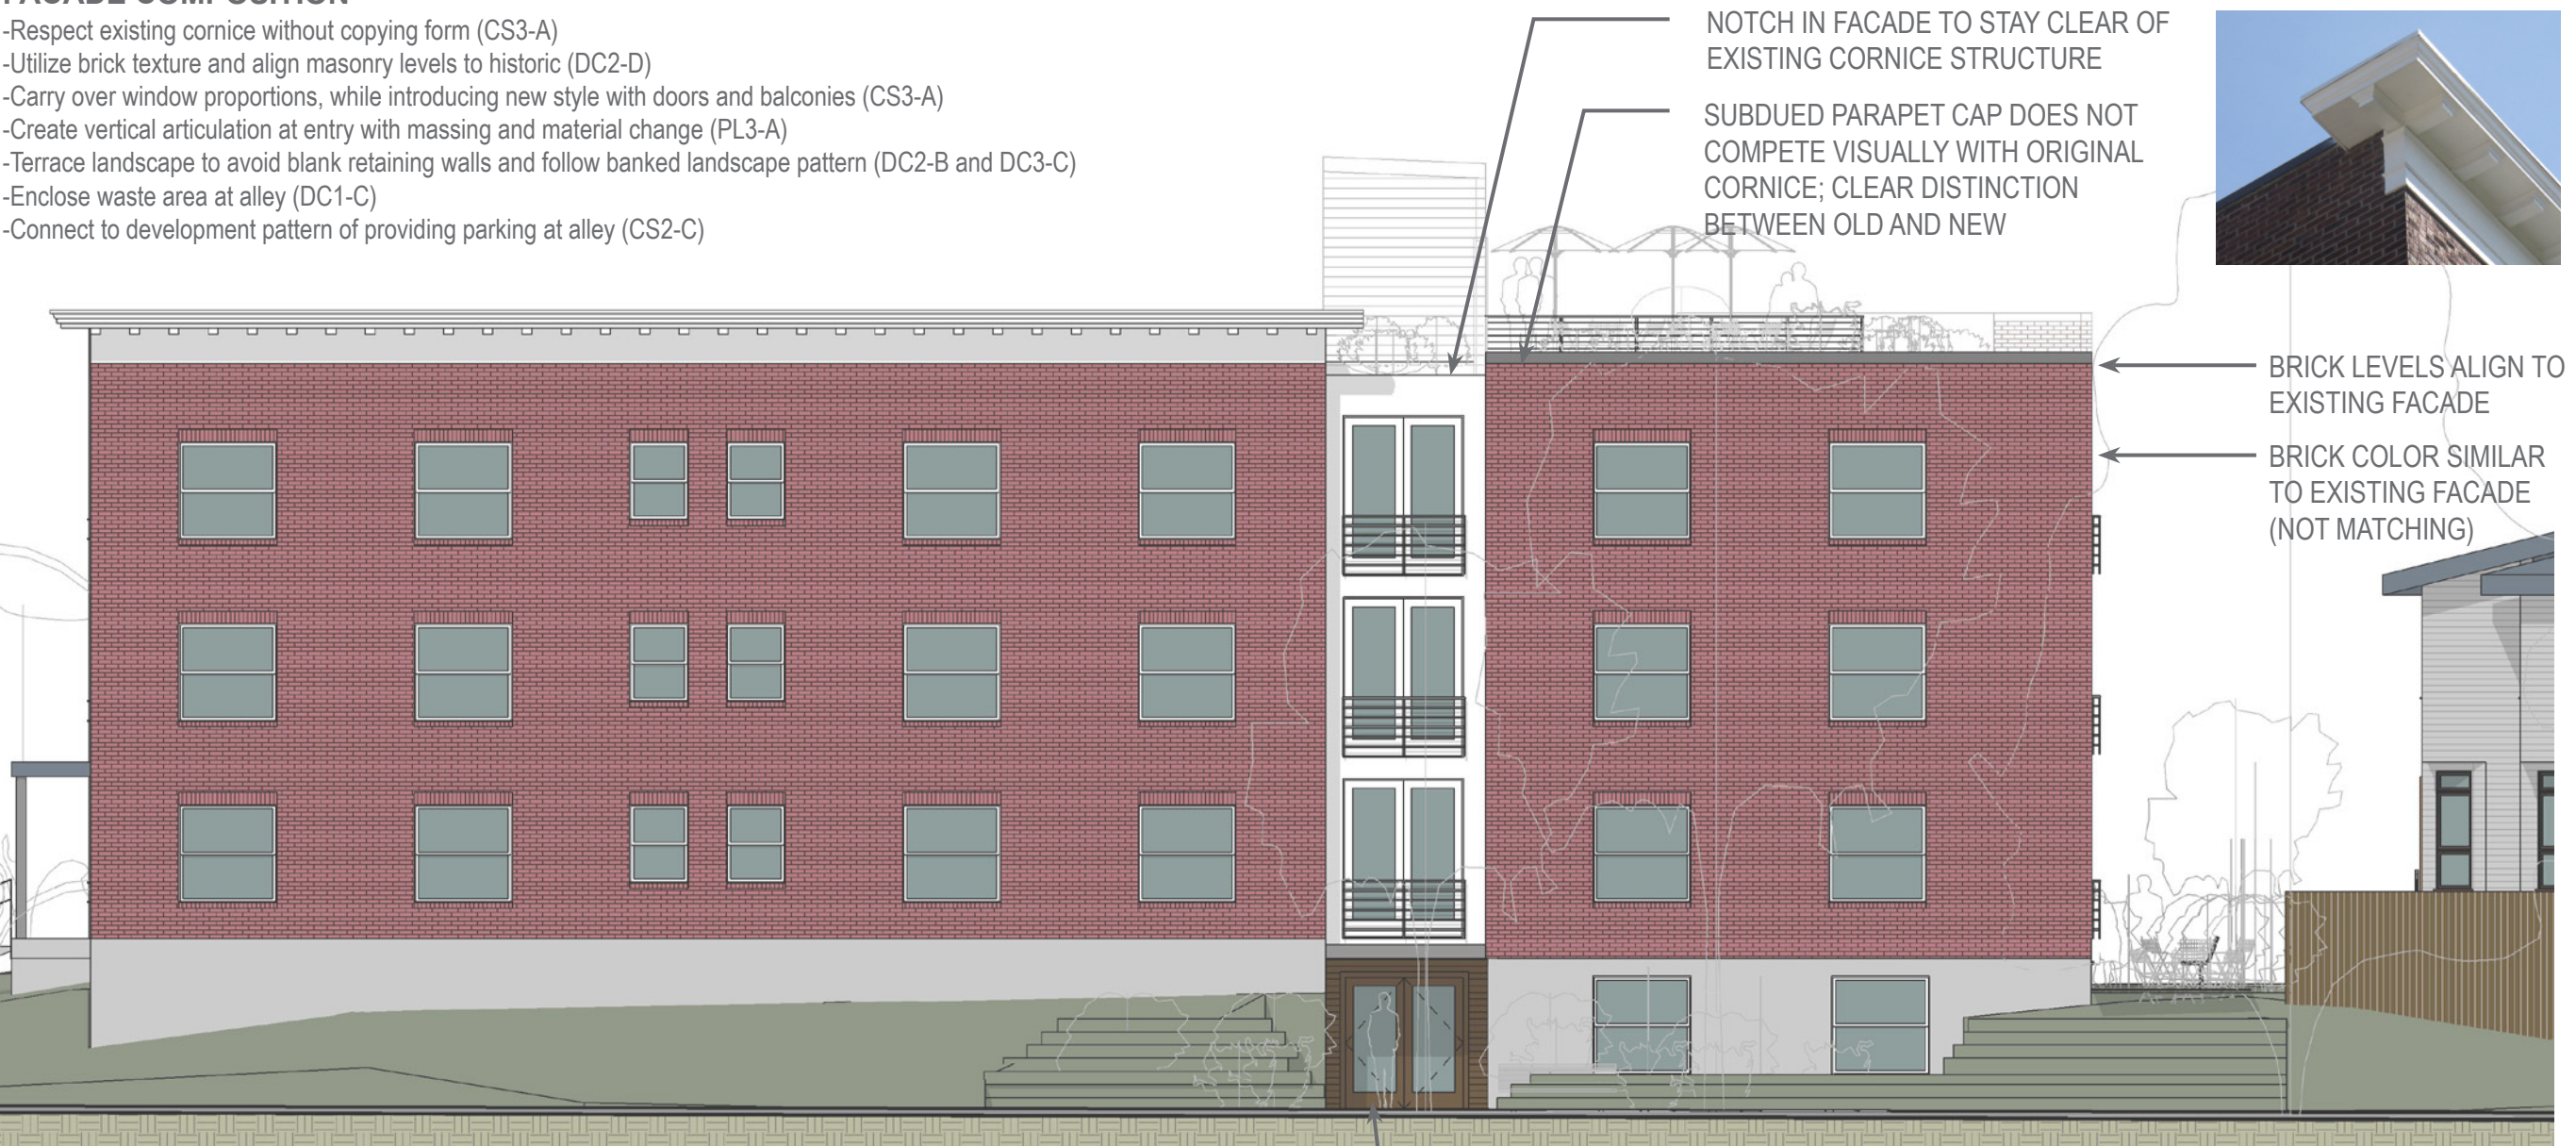 FACADE COMPOSITION
-Respect existing cornice without copying form (CS3-A)
-Utilize brick texture and align masonry levels to historic (DC2-D)
-Carry over window proportions, while introducing new style with doors and balconies (CS3-A)
-Create vertical articulation at entry with massing and material change (PL3-A)
-Terrace landscape to avoid blank retaining walls and follow banked landscape pattern (DC2-B and DC3-C)
-Enclose waste area at alley (DC1-C)
-Connect to development pattern of providing parking at alley (CS2-C)
NOTCH IN FACADE TO STAY CLEAR OF
EXISTING CORNICE STRUCTURE
SUBDUED PARAPET CAP DOES NOT
COMPETE VISUALLY WITH ORIGINAL
CORNICE; CLEAR DISTINCTION
BETWEEN OLD AND NEW
BRICK LEVELS ALIGN TO
EXISTING FACADE
BRICK COLOR SIMILAR
TO EXISTING FACADE
(NOT MATCHING)